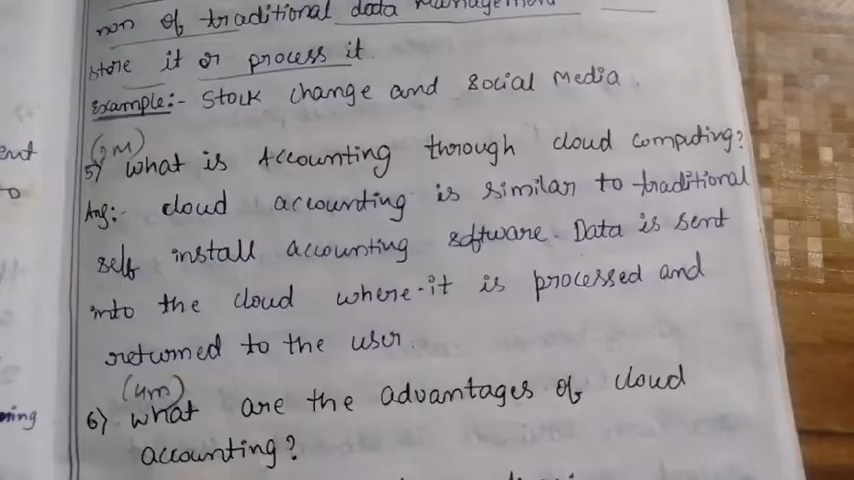 non of traditional data management
store it or process it.
Example:- Stock change and Social Media.
(2M)
5) What is Accounting through cloud computing?
Ans:- cloud accounting is similar to traditional
self install accounting software. Data is sent
into the cloud where it is processed and
returned to the user.
(4m)
6) What are the advantages of cloud
accounting?